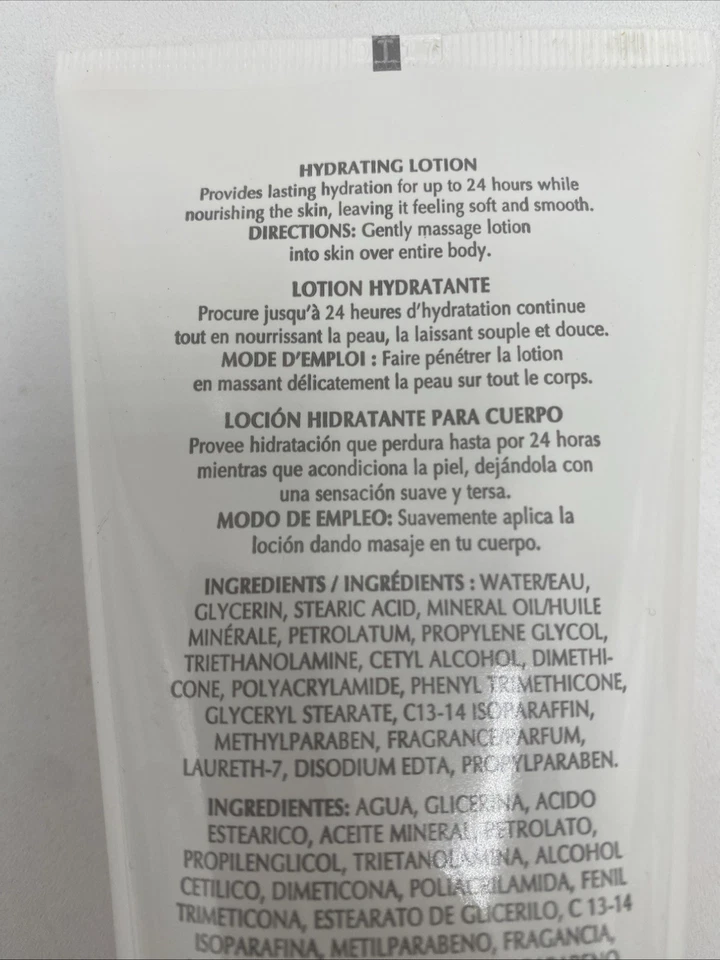 HYDRATING LOTION
Provides lasting hydration for up to 24 hours while
nourishing the skin, leaving it feeling soft and smooth.
DIRECTIONS: Gently massage lotion
into skin over entire body.
LOTION HYDRATANTE
Procure jusqu'à 24 heures d'hydratation continue
tout en nourrissant la peau, la laissant souple et douce.
MODE D'EMPLOI : Faire pénétrer la lotion
en massant délicatement la peau sur tout le corps.
LOCIÓN HIDRATANTE PARA CUERPO
Provee hidratación que perdura hasta por 24 horas
mientras que acondiciona la piel, dejándola con
una sensación suave y tersa.
MODO DE EMPLEO: Suavemente aplica la
loción dando masaje en tu cuerpo.
INGREDIENTS / INGRÉDIENTS : WATER/EAU,
GLYCERIN, STEARIC ACID, MINERAL OIL/HUILE
MINÉRALE, PETROLATUM, PROPYLENE GLYCOL,
TRIETHANOLAMINE, CETYL ALCOHOL, DIMETHI-
CONE, POLYACRYLAMIDE, PHENYL TRIMETHICONE,
GLYCERYL STEARATE, C13-14 ISOPARAFFIN,
METHYLPARABEN, FRAGRANCE/PARFUM,
LAURETH-7, DISODIUM EDTA, PROPYLPARABEN.
INGREDIENTES: AGUA, GLICERINA, ACIDO
ESTEARICO, ACEITE MINERAL, PETROLATO,
PROPILENGLICOL, TRIETANOLAMINA, ALCOHOL
CETILICO, DIMETICONA, POLIACRILAMIDA, FENIL
TRIMETICONA, ESTEARATO DE GLICERILO, C 13-14
ISOPARAFINA, METILPARABENO, FRAGANCIA,